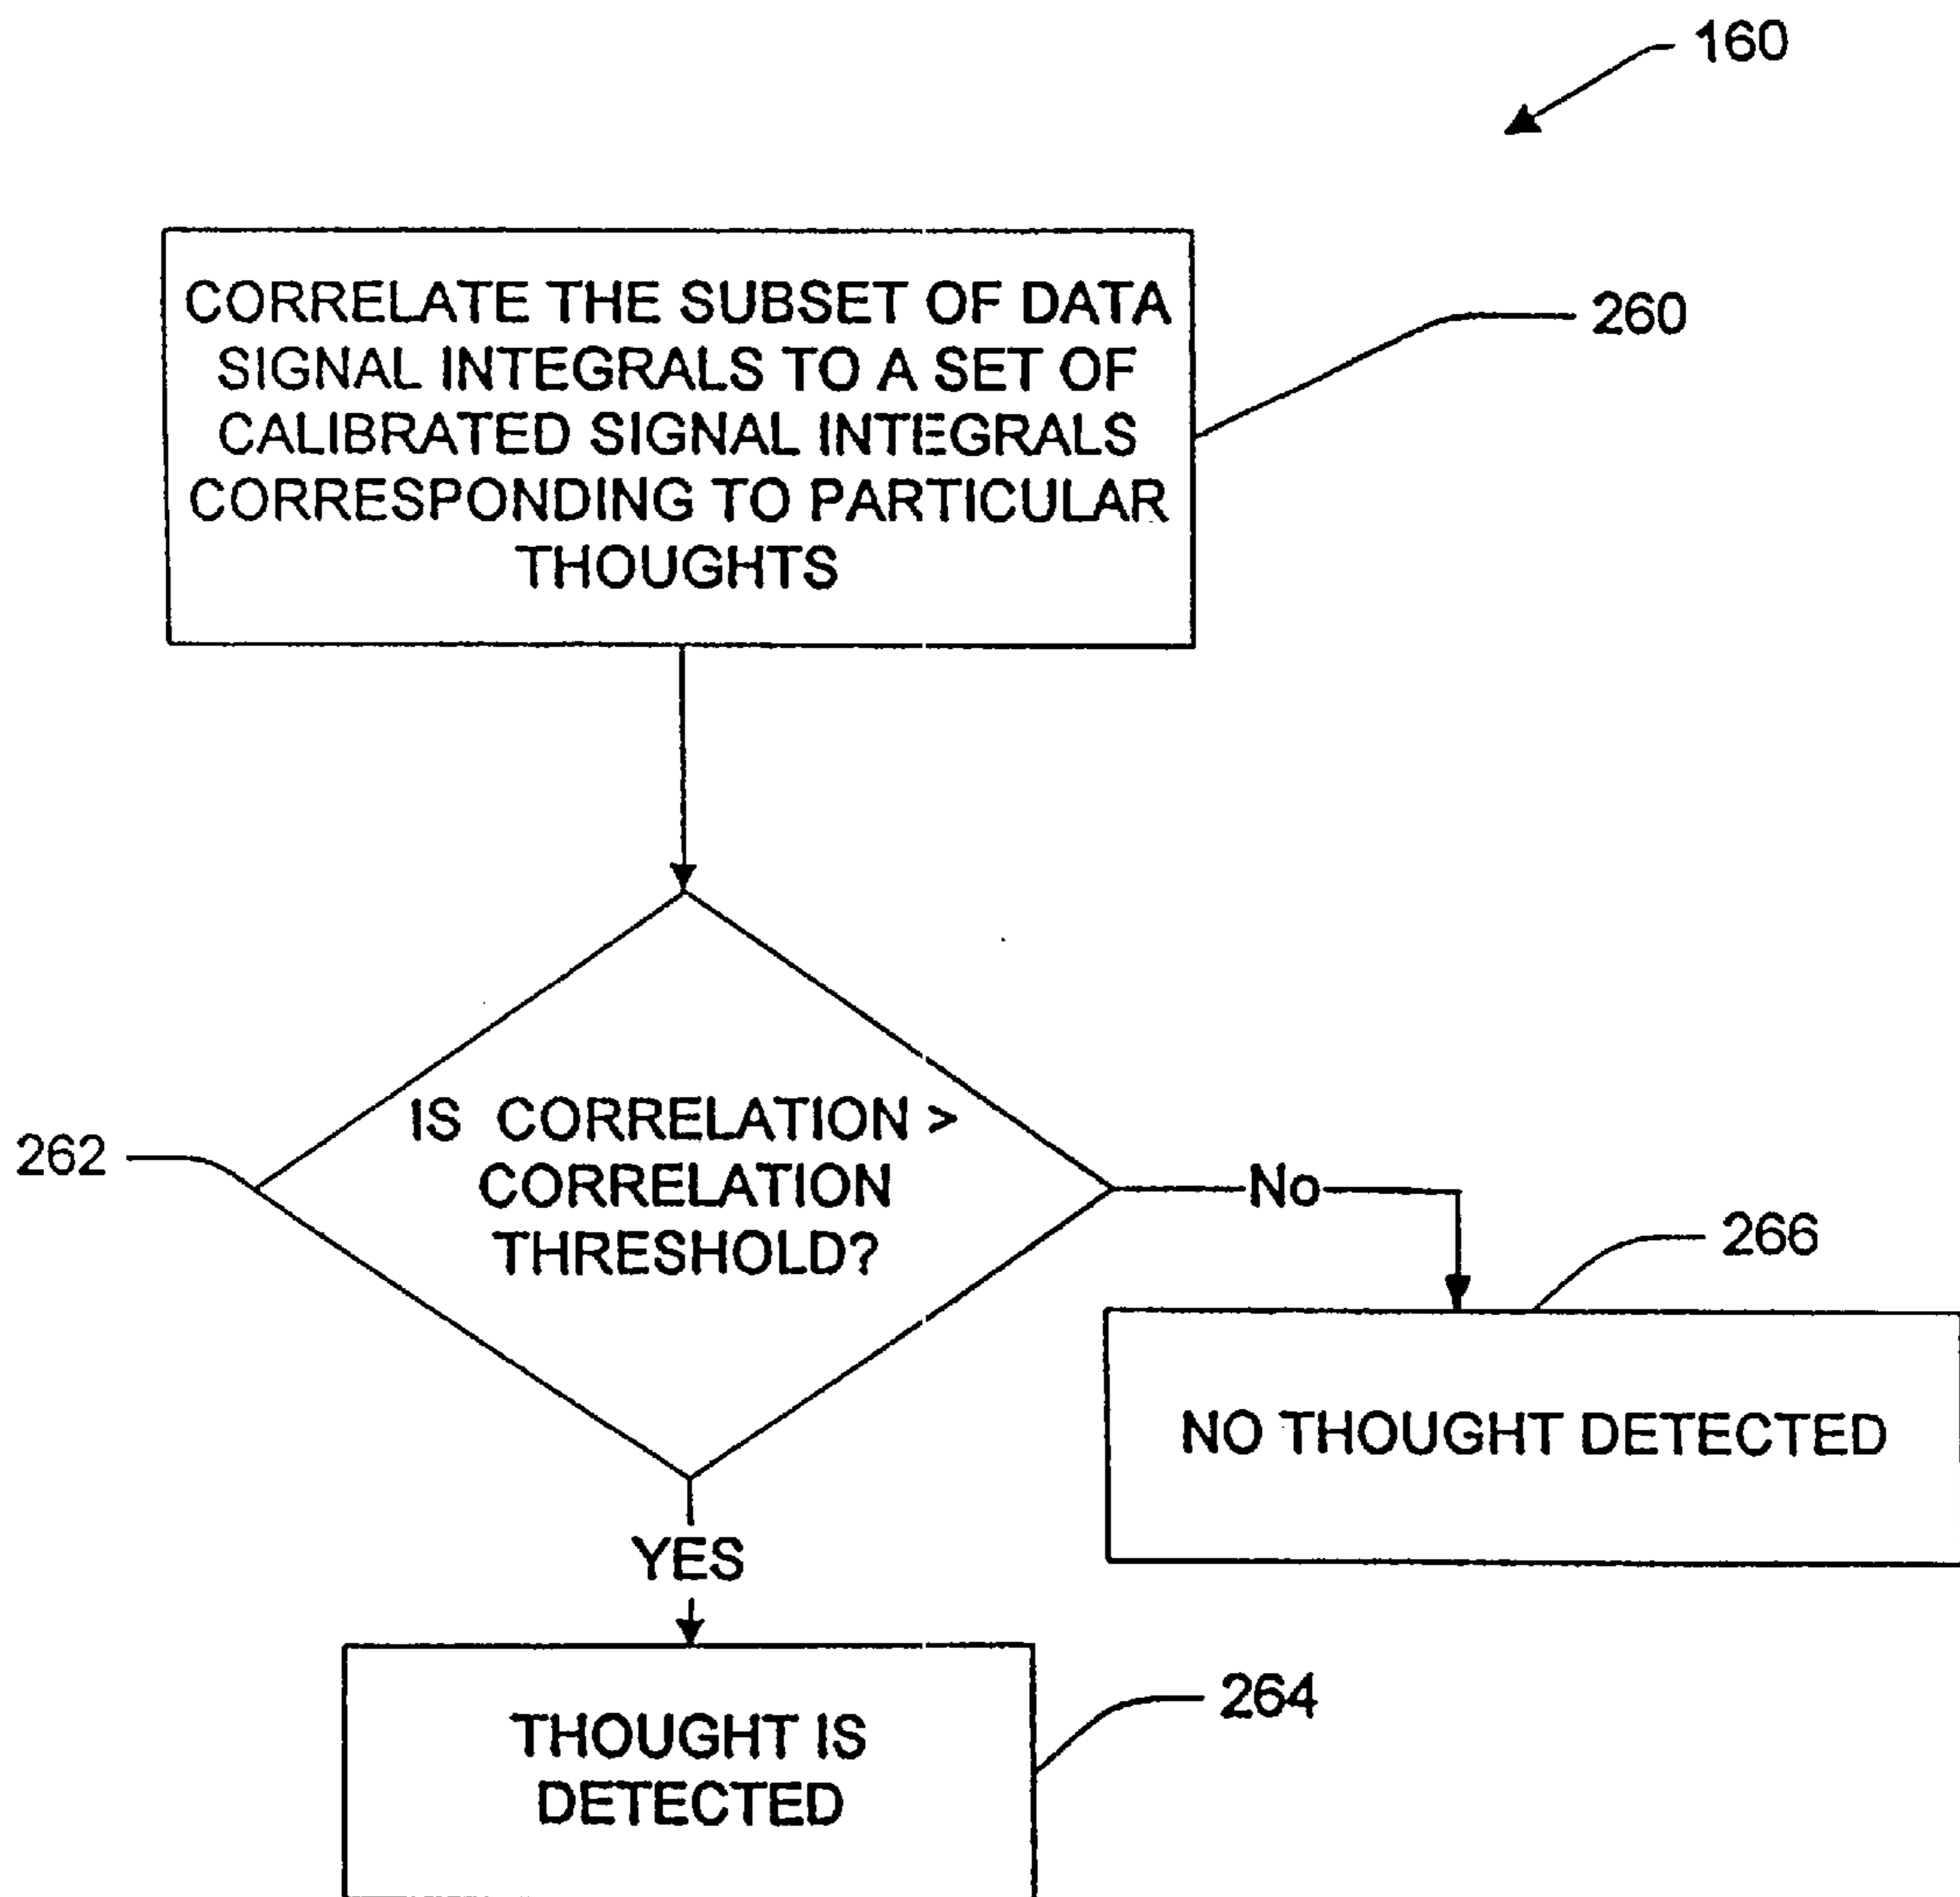 160
CORRELATE THE SUBSET OF DATA
SIGNAL INTEGRALS TO A SET OF
CALIBRATED SIGNAL INTEGRALS
CORRESPONDING TO PARTICULAR
THOUGHTS
260
IS CORRELATION >
CORRELATION
THRESHOLD?
262
No
266
NO THOUGHT DETECTED
YES
THOUGHT IS
DETECTED
264